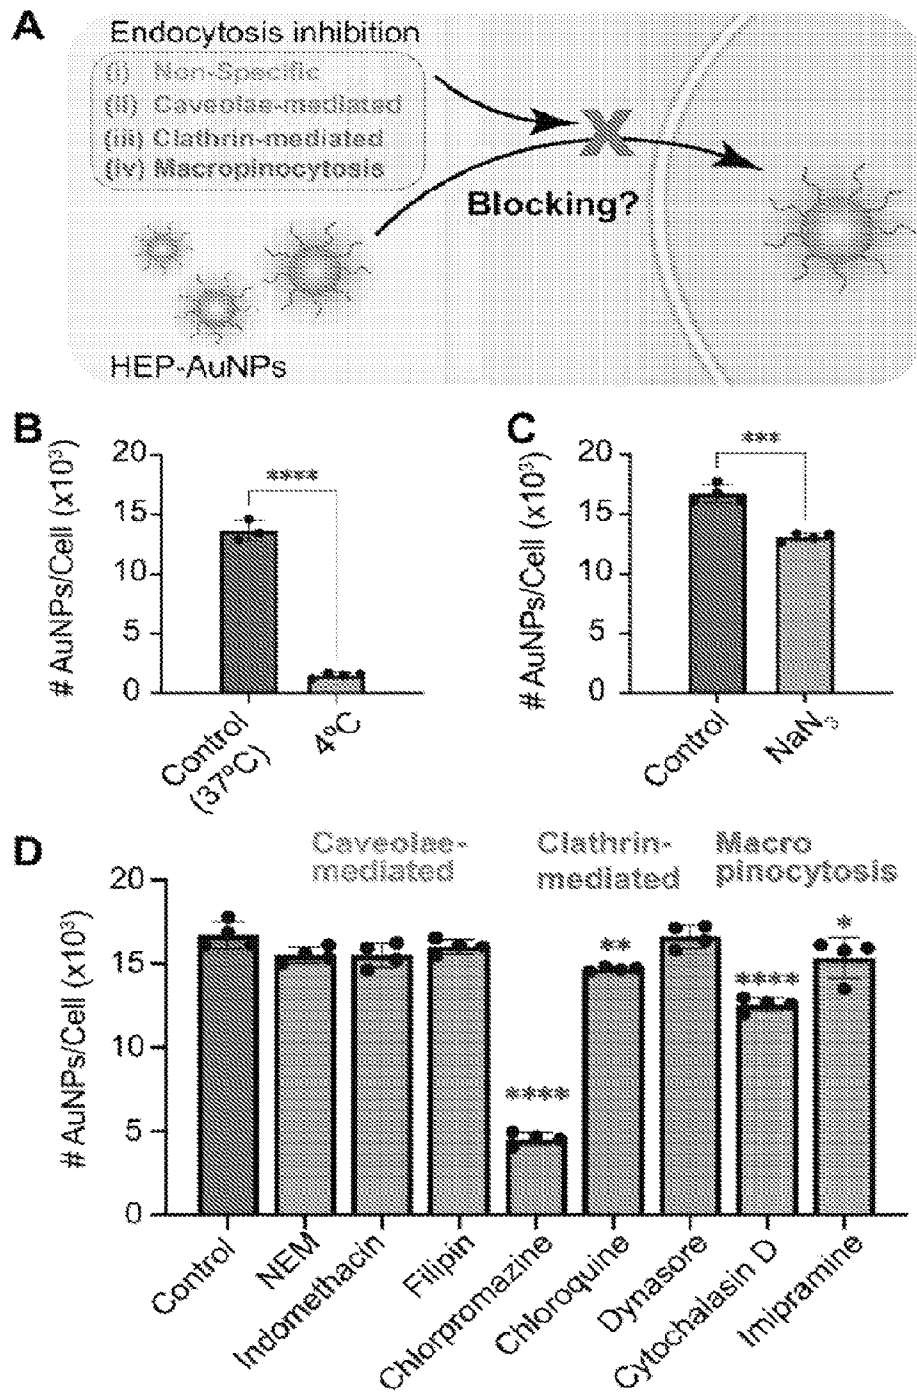 A
Endocytosis inhibition
(i) Non-Specific
(ii) Caveolae-mediated
(iii) Clathrin-mediated
(iv) Macropinocytosis
X
Blocking?
HEP-AuNPs
B
# AuNPs/Cell (x10³)
20
15
10
5
0
****
Control
(37ºC)
4ºC
C
# AuNPs/Cell (x10³)
20
15
10
5
0
***
Control
NaN₃
D
Caveolae-
mediated
Clathrin-
mediated
Macro
pinocytosis
# AuNPs/Cell (x10³)
20
15
10
5
0
****
**
****
*
Control
NEM
Indomethacin
Filipin
Chlorpromazine
Chloroquine
Dynasore
Cytochalasin D
Imipramine